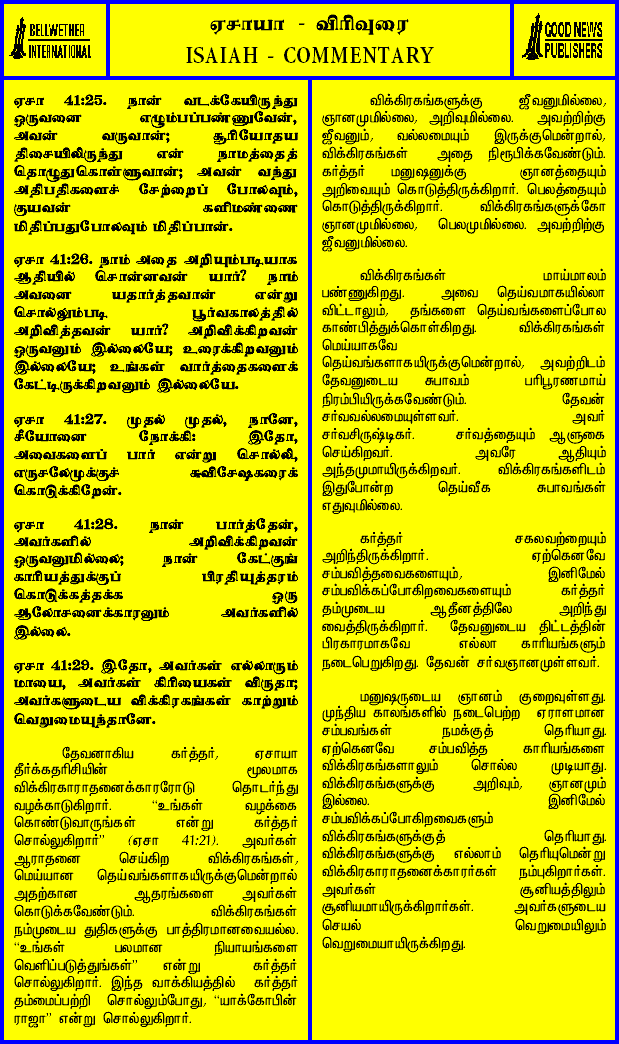 BELLWETHER
INTERNATIONAL
ஏசாயா - விரிவுரை
ISAIAH - COMMENTARY
GOOD NEWS
PUBLISHERS
ஏசா 41:25. நான் வடக்கேயிருந்து
ஒருவனை எழும்பப்பண்ணுவேன்,
அவன் வருவான்; சூரியோதய
திசையிலிருந்து என் நாமத்தைத்
தொழுதுகொள்ளுவான்; அவன் வந்து
அதிபதிகளைச் சேற்றைப் போலவும்,
குயவன் களிமண்ணை
மிதிப்பதுபோலவும் மிதிப்பான்.
ஏசா 41:26. நாம் அதை அறியும்படியாக
ஆதியில் சொன்னவன் யார்? நாம்
அவனை யதார்த்தவான் என்று
சொல்லும்படி பூர்வகாலத்தில்
அறிவித்தவன் யார்? அறிவிக்கிறவன்
ஒருவனும் இல்லையே; உரைக்கிறவனும்
இல்லையே; உங்கள் வார்த்தைகளைக்
கேட்டிருக்கிறவனும் இல்லையே.
ஏசா 41:27. முதல் முதல், நானே,
சீயோனை நோக்கி: இதோ,
அவைகளைப் பார் என்று சொல்லி,
எருசலேமுக்குச் சுவிசேஷகரைக்
கொடுக்கிறேன்.
ஏசா 41:28. நான் பார்த்தேன்,
அவர்களில் அறிவிக்கிறவன்
ஒருவனுமில்லை; நான் கேட்குங்
காரியத்துக்குப் பிரதியுத்தரம்
கொடுக்கத்தக்க ஒரு
ஆலோசனைக்காரனும் அவர்களில்
இல்லை.
ஏசா 41:29. இதோ, அவர்கள் எல்லாரும்
மாயை, அவர்கள் கிரியைகள் விருதா;
அவர்களுடைய விக்கிரகங்கள் காற்றும்
வெறுமையுந்தானே.
தேவனாகிய கர்த்தர், ஏசாயா
தீர்க்கதரிசியின் மூலமாக
விக்கிரகாராதனைக்காரரோடு தொடர்ந்து
வழக்காடுகிறார். “உங்கள் வழக்கை
கொண்டுவாருங்கள் என்று கர்த்தர்
சொல்லுகிறார்” (ஏசா 41:21). அவர்கள்
ஆராதனை செய்கிற விக்கிரகங்கள்,
மெய்யான தெய்வங்களாகயிருக்குமென்றால்
அதற்கான ஆதரங்களை அவர்கள்
கொடுக்கவேண்டும். விக்கிரகங்கள்
நம்முடைய துதிகளுக்கு பாத்திரமானவையல்ல.
“உங்கள் பலமான நியாயங்களை
வெளிப்படுத்துங்கள்” என்று கர்த்தர்
சொல்லுகிறார். இந்த வாக்கியத்தில் கர்த்தர்
தம்மைப்பற்றி சொல்லும்போது, “யாக்கோபின்
ராஜா” என்று சொல்லுகிறார்.
விக்கிரகங்களுக்கு ஜீவனுமில்லை,
ஞானமுமில்லை, அறிவுமில்லை. அவற்றிற்கு
ஜீவனும், வல்லமையும் இருக்குமென்றால்,
விக்கிரகங்கள் அதை நிரூபிக்கவேண்டும்.
கர்த்தர் மனுஷனுக்கு ஞானத்தையும்
அறிவையும் கொடுத்திருக்கிறார். பெலத்தையும்
கொடுத்திருக்கிறார். விக்கிரகங்களுக்கோ
ஞானமுமில்லை, பெலமுமில்லை. அவற்றிற்கு
ஜீவனுமில்லை.
விக்கிரகங்கள் மாய்மாலம்
பண்ணுகிறது. அவை தெய்வமாகயில்லா
விட்டாலும், தங்களை தெய்வங்களைப்போல
காண்பித்துக்கொள்கிறது. விக்கிரகங்கள்
மெய்யாகவே
தெய்வங்களாகயிருக்குமென்றால், அவற்றிடம்
தேவனுடைய சுபாவம் பரிபூரணமாய்
நிரம்பியிருக்கவேண்டும். தேவன்
சர்வவல்லமையுள்ளவர். அவர்
சர்வசிருஷ்டிகர். சர்வத்தையும் ஆளுகை
செய்கிறவர். அவரே ஆதியும்
அந்தமுமாயிருக்கிறவர். விக்கிரகங்களிடம்
இதுபோன்ற தெய்வீக சுபாவங்கள்
எதுவுமில்லை.
கர்த்தர் சகலவற்றையும்
அறிந்திருக்கிறார். ஏற்கெனவே
சம்பவித்தவைகளையும், இனிமேல்
சம்பவிக்கப்போகிறவைகளையும் கர்த்தர்
தம்முடைய ஆதீனத்திலே அறிந்து
வைத்திருக்கிறார். தேவனுடைய திட்டத்தின்
பிரகாரமாகவே எல்லா காரியங்களும்
நடைபெறுகிறது. தேவன் சர்வஞானமுள்ளவர்.
மனுஷருடைய ஞானம் குறைவுள்ளது.
முந்திய காலங்களில் நடைபெற்ற ஏராளமான
சம்பவங்கள் நமக்குத் தெரியாது.
ஏற்கெனவே சம்பவித்த காரியங்களை
விக்கிரகங்களாலும் சொல்ல முடியாது.
விக்கிரகங்களுக்கு அறிவும், ஞானமும்
இல்லை. இனிமேல்
சம்பவிக்கப்போகிறவைகளும்
விக்கிரகங்களுக்குத் தெரியாது.
விக்கிரகங்களுக்கு எல்லாம் தெரியுமென்று
விக்கிரகாராதனைக்காரர்கள் நம்புகிறார்கள்.
அவர்கள் சூனியத்திலும்
சூனியமாயிருக்கிறார்கள். அவர்களுடைய
செயல் வெறுமையிலும்
வெறுமையாயிருக்கிறது.